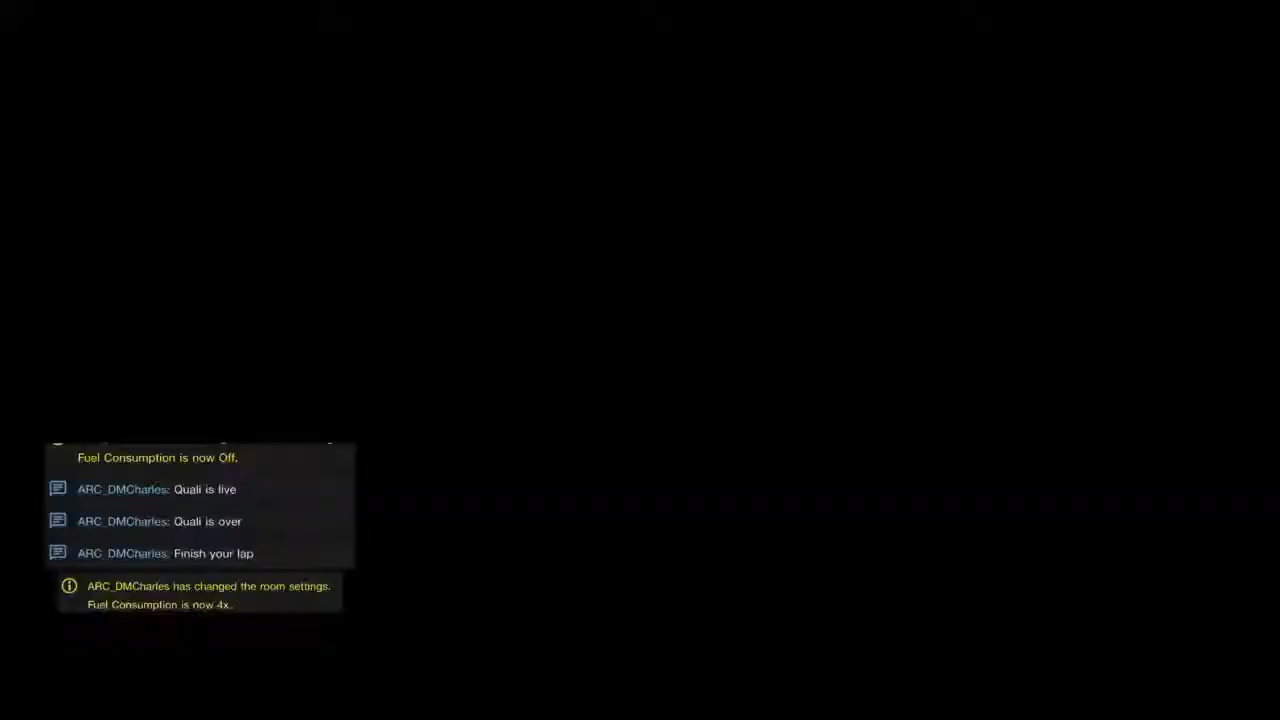 Fuel Consumption is now Off.
ARC_DMCharles: Quali is live
ARC_DMCharles: Quali is over
ARC_DMCharles: Finish your lap
ARC_DMCharles has changed the room settings.
Fuel Consumption is now 4x.